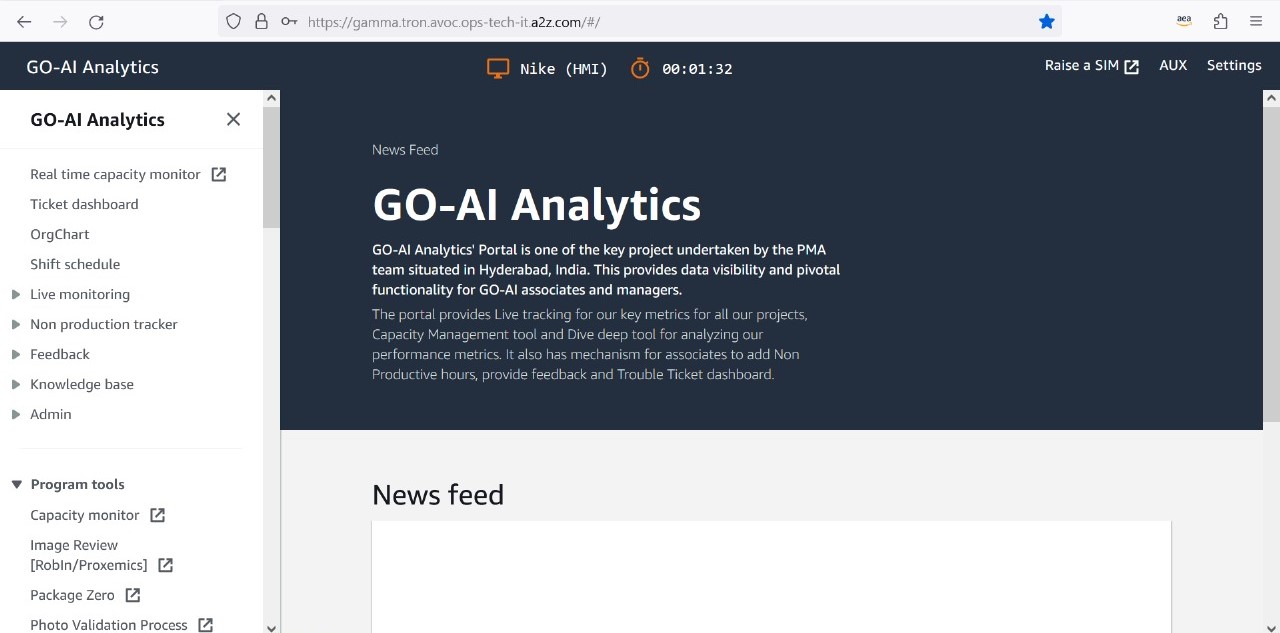 https://gamma.tron.avoc.ops-tech-it.a2z.com/#/
aea
GO-AI Analytics
Nike (HMI)
00:01:32
Raise a SIM
AUX
Settings
GO-AI Analytics
Real time capacity monitor
Ticket dashboard
OrgChart
Shift schedule
Live monitoring
Non production tracker
Feedback
Knowledge base
Admin
Program tools
Capacity monitor
Image Review
[RobIn/Proxemics]
Package Zero
Photo Validation Process
News Feed
GO-AI Analytics
GO-AI Analytics' Portal is one of the key project undertaken by the PMA
team situated in Hyderabad, India. This provides data visibility and pivotal
functionality for GO-AI associates and managers.
The portal provides Live tracking for our key metrics for all our projects,
Capacity Management tool and Dive deep tool for analyzing our
performance metrics. It also has mechanism for associates to add Non
Productive hours, provide feedback and Trouble Ticket dashboard.
News feed